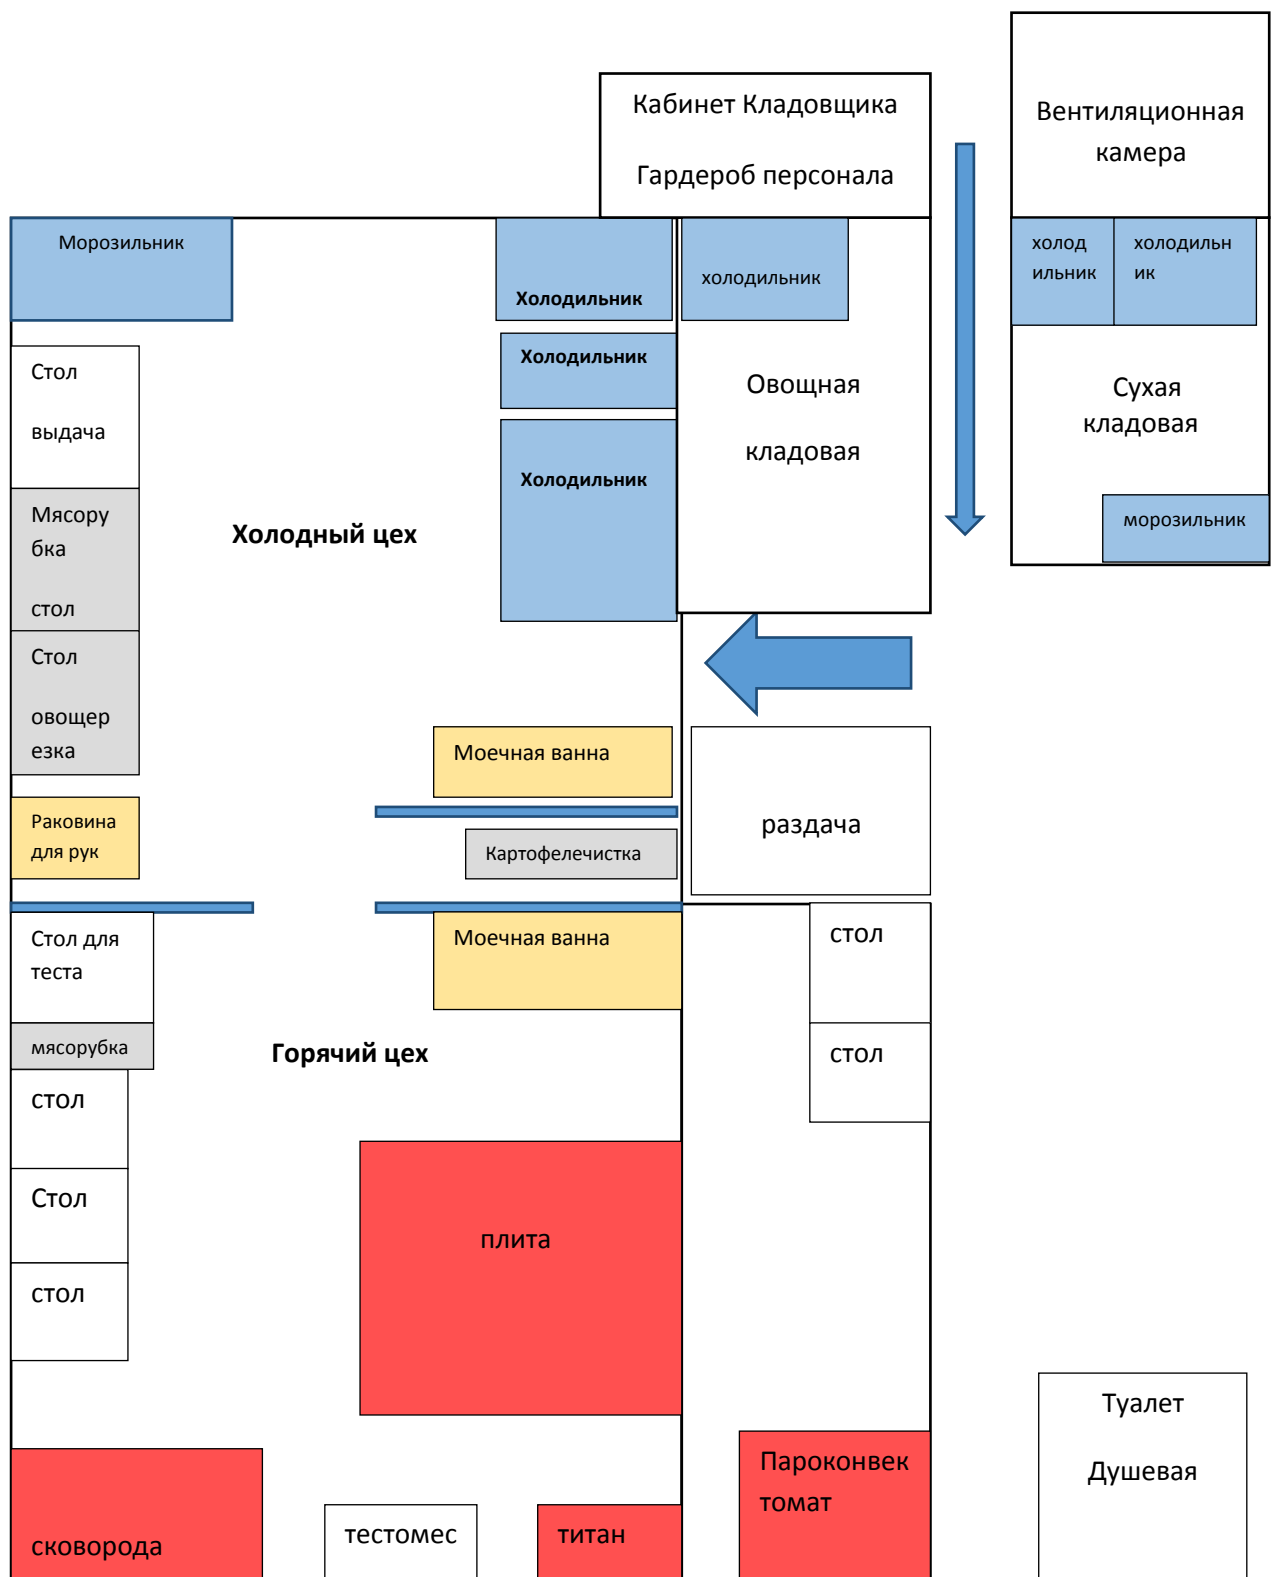 Кабинет Кладовщика
Гардероб персонала
Вентиляционная
камера
Морозильник
Холодильник
холодильник
холод
ильник
холодильн
ик
Холодильник
Стол
выдача
Овощная
кладовая
Сухая
кладовая
Холодильник
Мясору
бка
стол
Холодный цех
морозильник
Стол
овощер
езка
Моечная ванна
Раковина
для рук
Картофелечистка
раздача
Стол для
теста
Моечная ванна
стол
мясорубка
Горячий цех
стол
стол
Стол
плита
стол
Туалет
Душевая
Пароконвек
томат
сковорода
тестомес
титан